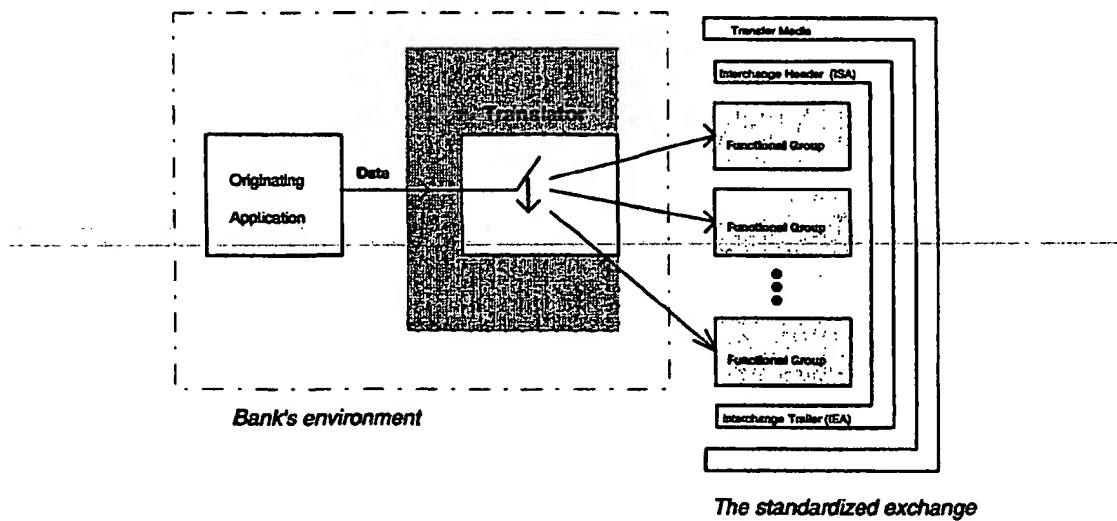 Transfer Media
Interchange Header (ISA)
Translator
Functional Group
Originating
Application
Data
Functional Group
Functional Group
Interchange Trailer (IEA)
Bank's environment
The standardized exchange